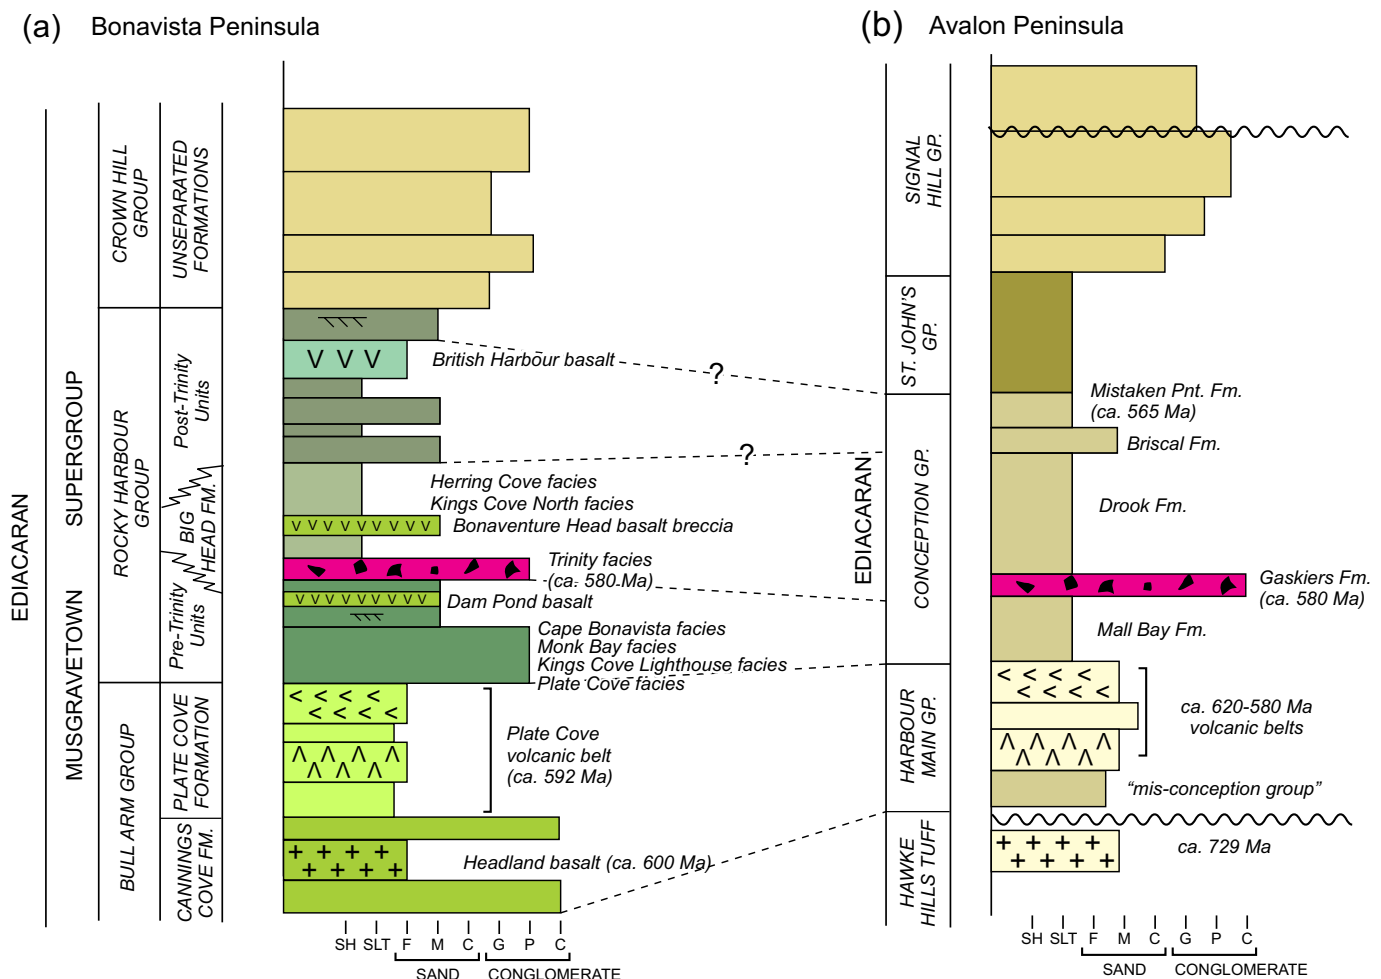 (a) Bonavista Peninsula
EDIACARAN
MUSGRAVETOWN SUPERGROUP
CROWN HILL
GROUP
UNSEPARATED
FORMATIONS
ROCKY HARBOUR
GROUP
Post-Trinity
Units
BIG
HEAD FM.
Pre-Trinity
Units
BULL ARM GROUP
PLATE COVE
FORMATION
CANNINGS
COVE FM.
British Harbour basalt
?
?
Herring Cove facies
Kings Cove North facies
Bonaventure Head basalt breccia
Trinity facies
(ca. 580 Ma)
Dam Pond basalt
Cape Bonavista facies
Monk Bay facies
Kings Cove Lighthouse facies
Plate Cove facies
Plate Cove
volcanic belt
(ca. 592 Ma)
Headland basalt (ca. 600 Ma)
SH SLT F M C G P C
SAND CONGLOMERATE
(b) Avalon Peninsula
EDIACARAN
SIGNAL
HILL GP.
ST. JOHN'S
GP.
CONCEPTION GP.
HARBOUR
MAIN GP.
HAWKE
HILLS TUFF
Mistaken Pnt. Fm.
(ca. 565 Ma)
Briscal Fm.
Drook Fm.
Gaskiers Fm.
(ca. 580 Ma)
Mall Bay Fm.
ca. 620-580 Ma
volcanic belts
“mis-conception group”
ca. 729 Ma
SH SLT F M C G P C
SAND CONGLOMERATE